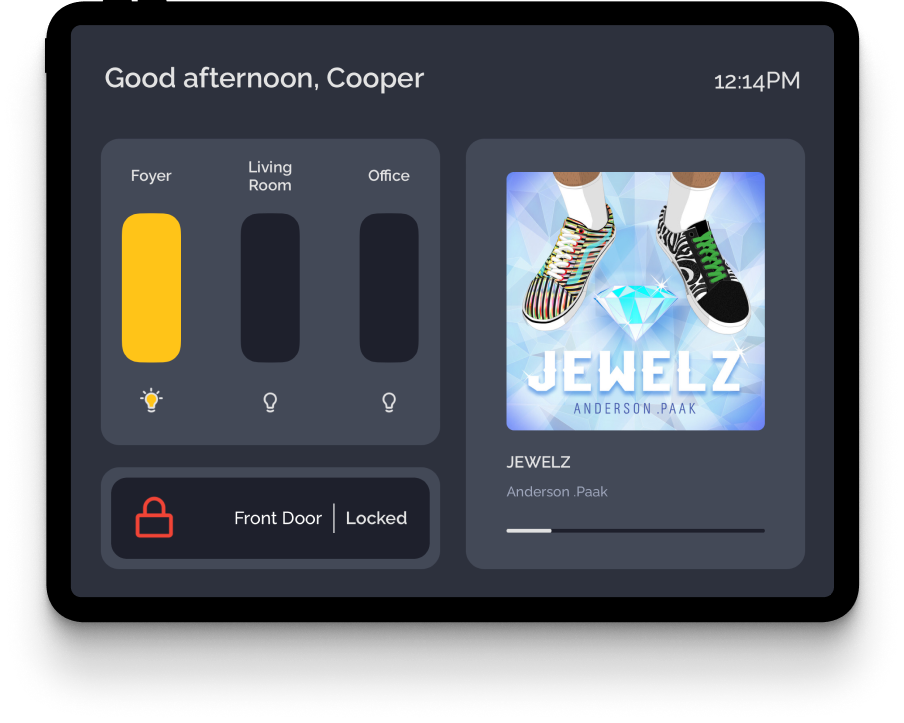 Good afternoon, Cooper
12:14PM
Foyer
Living
Room
Office
JEWELZ
ANDERSON .PAAK
JEWELZ
Anderson .Paak
Front Door | Locked